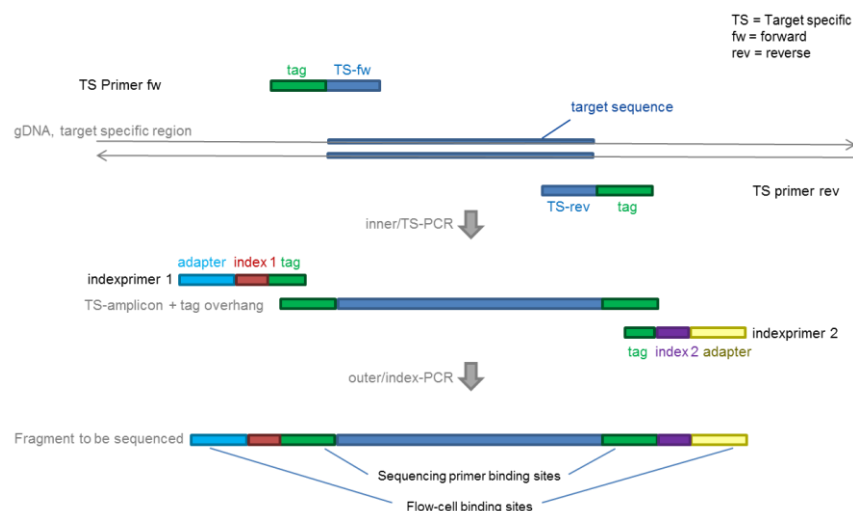 TS = Target specific
fw = forward
rev = reverse
tag TS-fw
TS Primer fw
target sequence
gDNA, target specific region
TS primer rev
TS-rev tag
inner/TS-PCR
adapter index 1 tag
indexprimer 1
TS-amplicon + tag overhang
indexprimer 2
tag index 2 adapter
outer/index-PCR
Fragment to be sequenced
Sequencing primer binding sites
Flow-cell binding sites